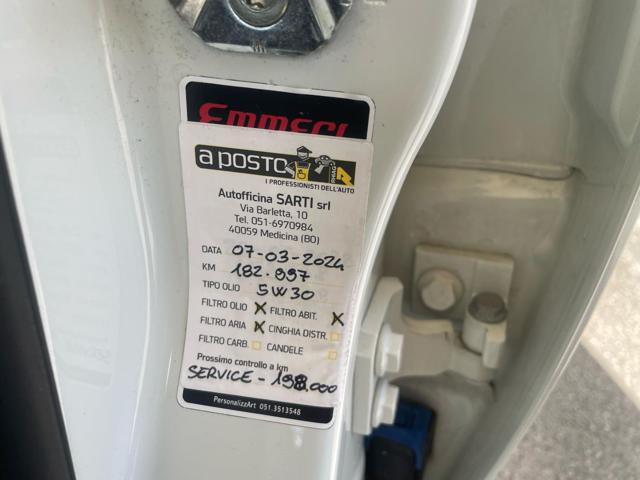 EMMECI
a posto
RHIAG
I PROFESSIONISTI DELL'AUTO
Autofficina SARTI srl
Via Barletta, 10
Tel. 051-6970984
40059 Medicina (BO)
DATA 07-03-2024
KM 182.997
TIPO OLIO 5W30
FILTRO OLIO X FILTRO ABIT. X
FILTRO ARIA X CINGHIA DISTR.
FILTRO CARB. CANDELE
Prossimo controllo a km
SERVICE - 198.000
PersonalizzArt 051.3513548